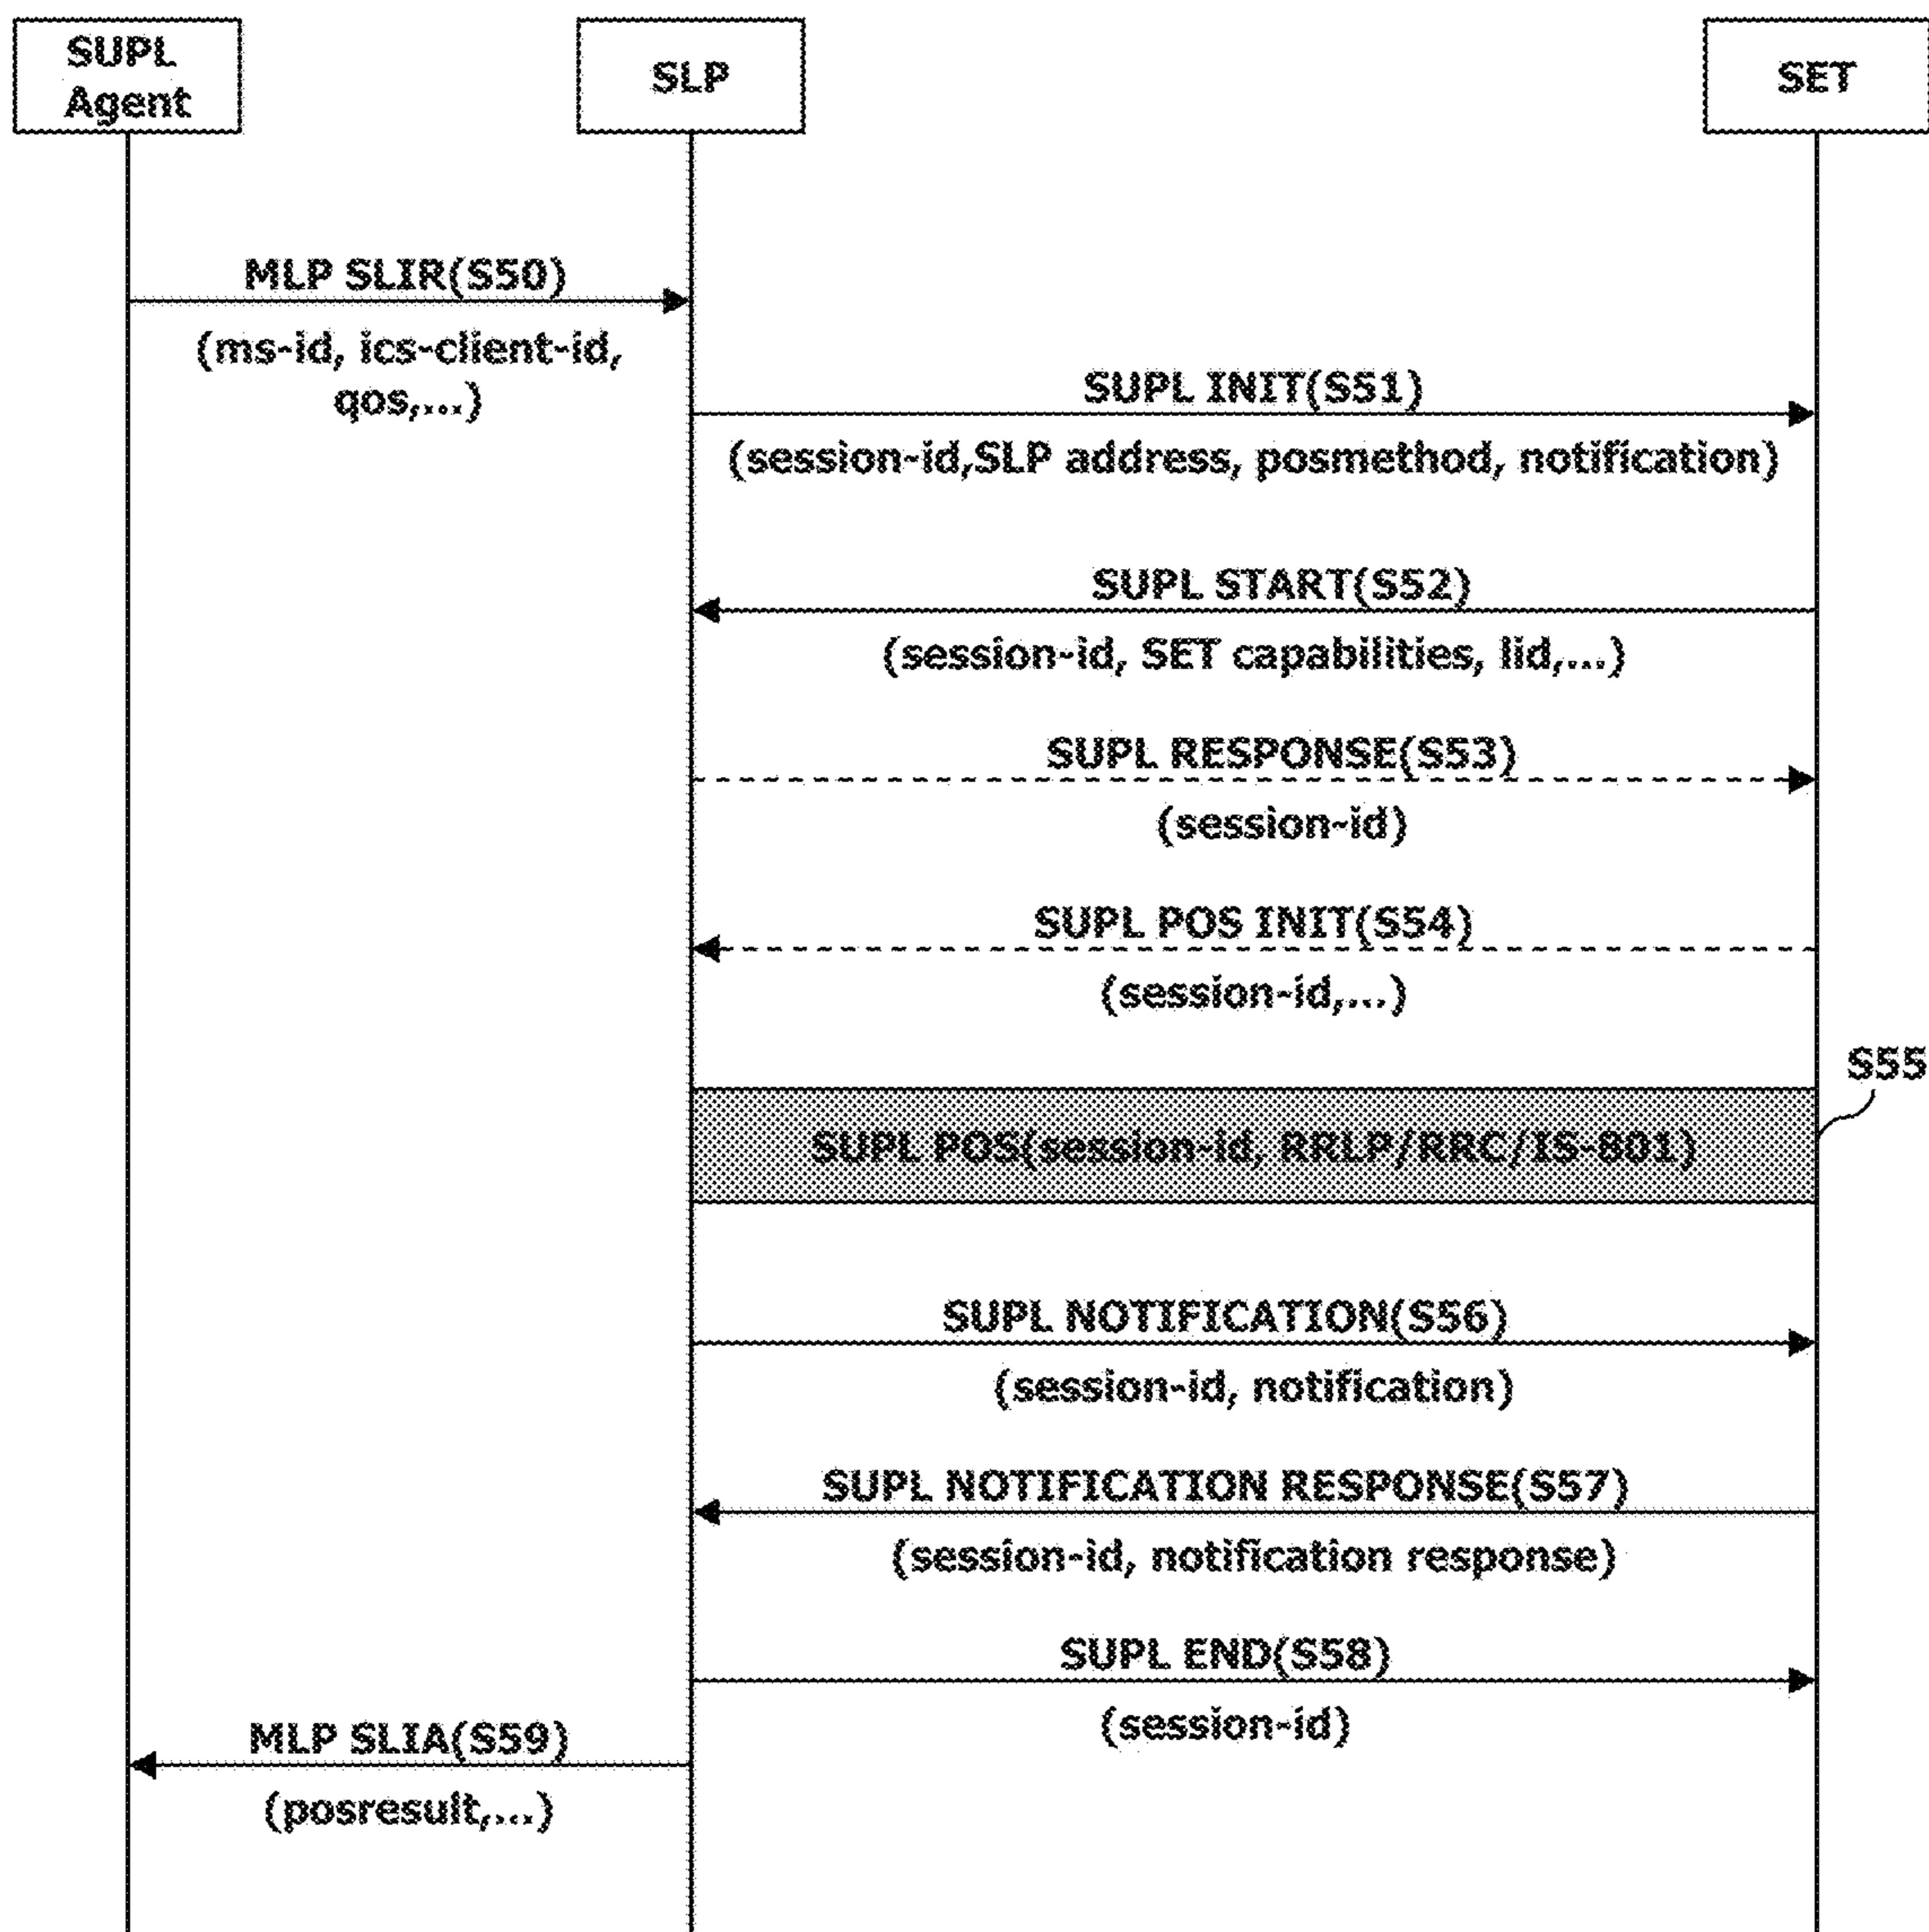 SUPL
Agent
SLP
SET
MLP SLIR(S50)
(ms-id, ics-client-id,
qos,...)
SUPL INIT(S51)
(session-id,SLP address, posmethod, notification)
SUPL START(S52)
(session-id, SET capabilities, lid,...)
SUPL RESPONSE(S53)
(session-id)
SUPL POS INIT(S54)
(session-id,...)
S55
SUPL POS(session-id, RRLP/RRC/IS-801)
SUPL NOTIFICATION(S56)
(session-id, notification)
SUPL NOTIFICATION RESPONSE(S57)
(session-id, notification response)
SUPL END(S58)
(session-id)
MLP SLIA(S59)
(posresult,...)